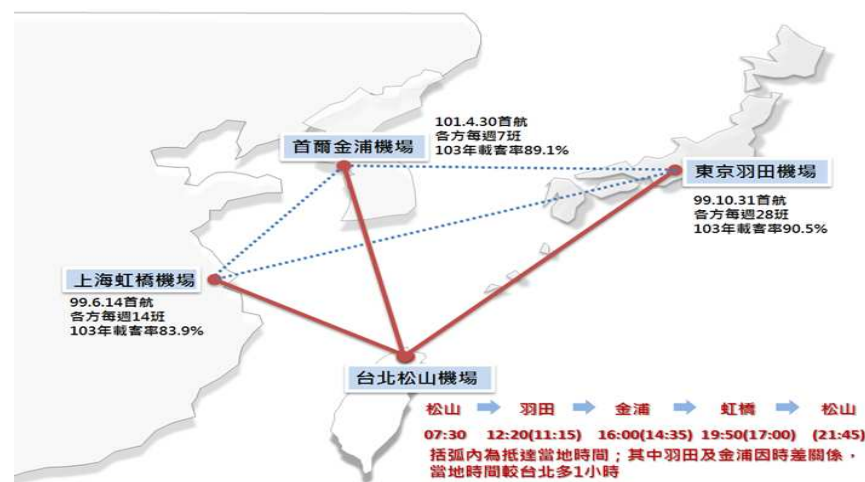 首爾金浦機場
101.4.30首航
各方每週7班
103年載客率89.1%
東京羽田機場
99.10.31首航
各方每週28班
103年載客率90.5%
上海虹橋機場
99.6.14首航
各方每週14班
103年載客率83.9%
台北松山機場
松山 羽田 金浦 虹橋 松山
07:30 12:20(11:15) 16:00(14:35) 19:50(17:00) (21:45)
括弧內為抵達當地時間；其中羽田及金浦因時差關係，
當地時間較台北多1小時